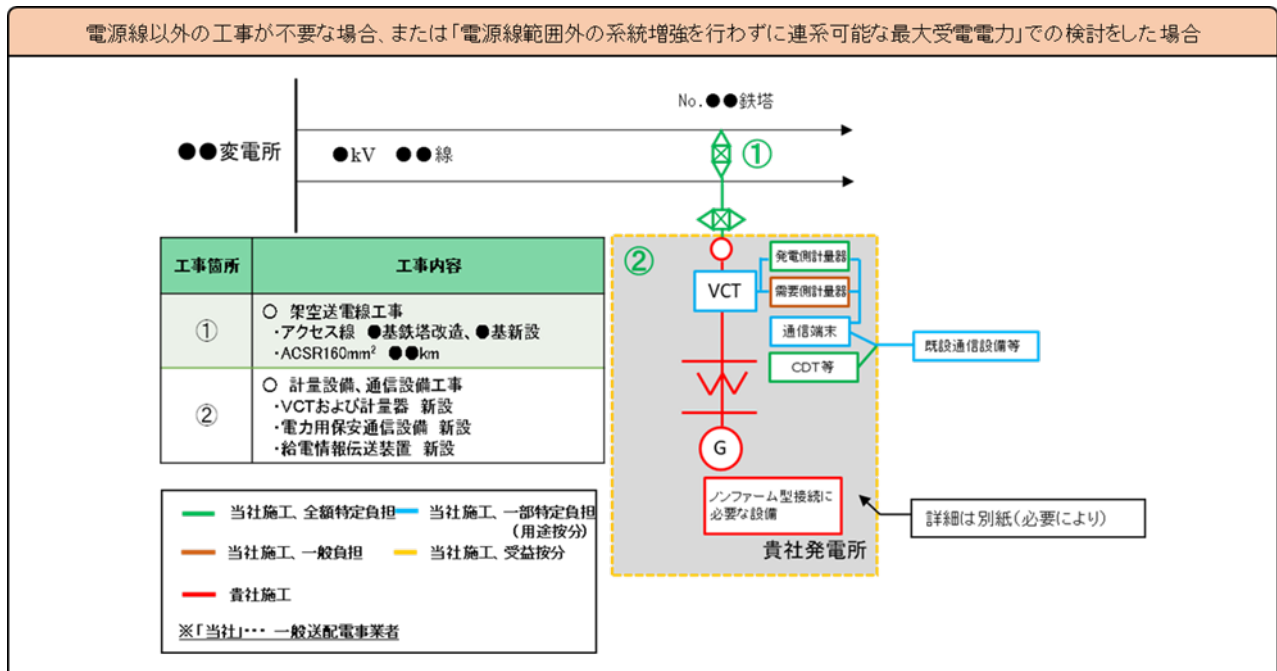 電源線以外の工事が不要な場合、または「電源線範囲外の系統増強を行わずに連系可能な最大受電電力」での検討をした場合
No.●●鉄塔
●●変電所
●kV ●●線
①
工事箇所
工事内容
①
○ 架空送電線工事
・アクセス線 ●基鉄塔改造、●基新設
・ACSR160mm² ●●km
②
○ 計量設備、通信設備工事
・VCTおよび計量器 新設
・電力用保安通信設備 新設
・給電情報伝送装置 新設
②
VCT
発電側計量器
需要側計量器
通信端末
CDT等
既設通信設備等
G
ノンファーム型接続に
必要な設備
貴社発電所
詳細は別紙(必要により)
当社施工、全額特定負担
当社施工、一部特定負担
(用途按分)
当社施工、一般負担
当社施工、受益按分
貴社施工
※「当社」・・・ 一般送配電事業者